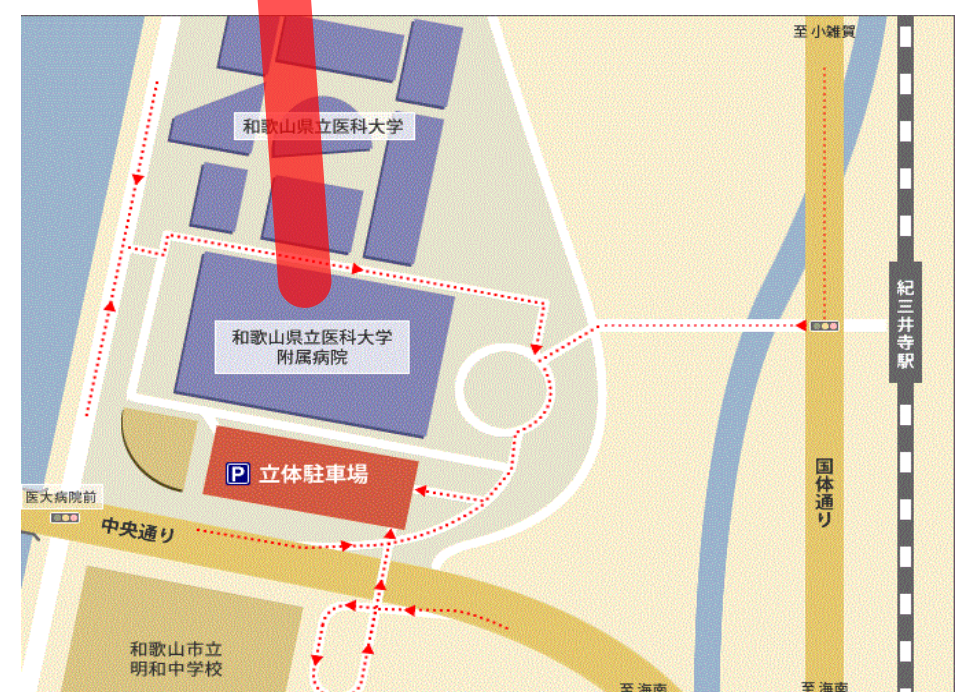 至 小雑賀
和歌山県立医科大学
紀三井寺駅
和歌山県立医科大学
附属病院
P 立体駐車場
国体通り
医大病院前
中央通り
和歌山市立
明和中学校
至 海南
至 海南